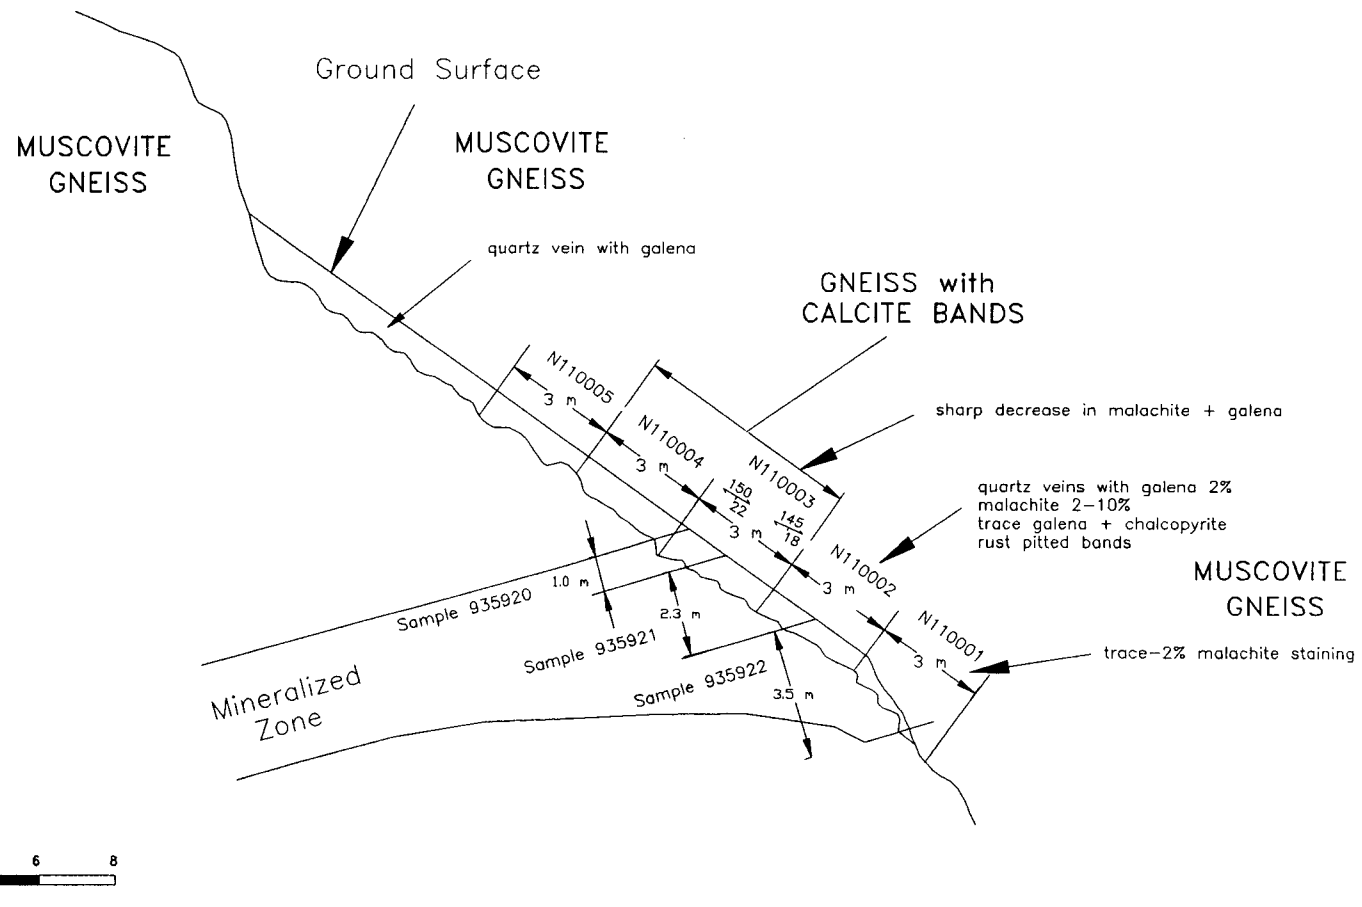 Ground Surface
MUSCOVITE
GNEISS
MUSCOVITE
GNEISS
quartz vein with galena
GNEISS with
CALCITE BANDS
N110005
3 m
sharp decrease in malachite + galena
N110004
3 m
N110003
150
22
145
18
3 m
quartz veins with galena 2%
malachite 2-10%
trace galena + chalcopyrite
rust pitted bands
N110002
3 m
MUSCOVITE
GNEISS
N110001
3 m
trace-2% malachite staining
1.0 m
Sample 935920
2.3 m
Sample 935921
Sample 935922
3.5 m
Mineralized
Zone
6 8